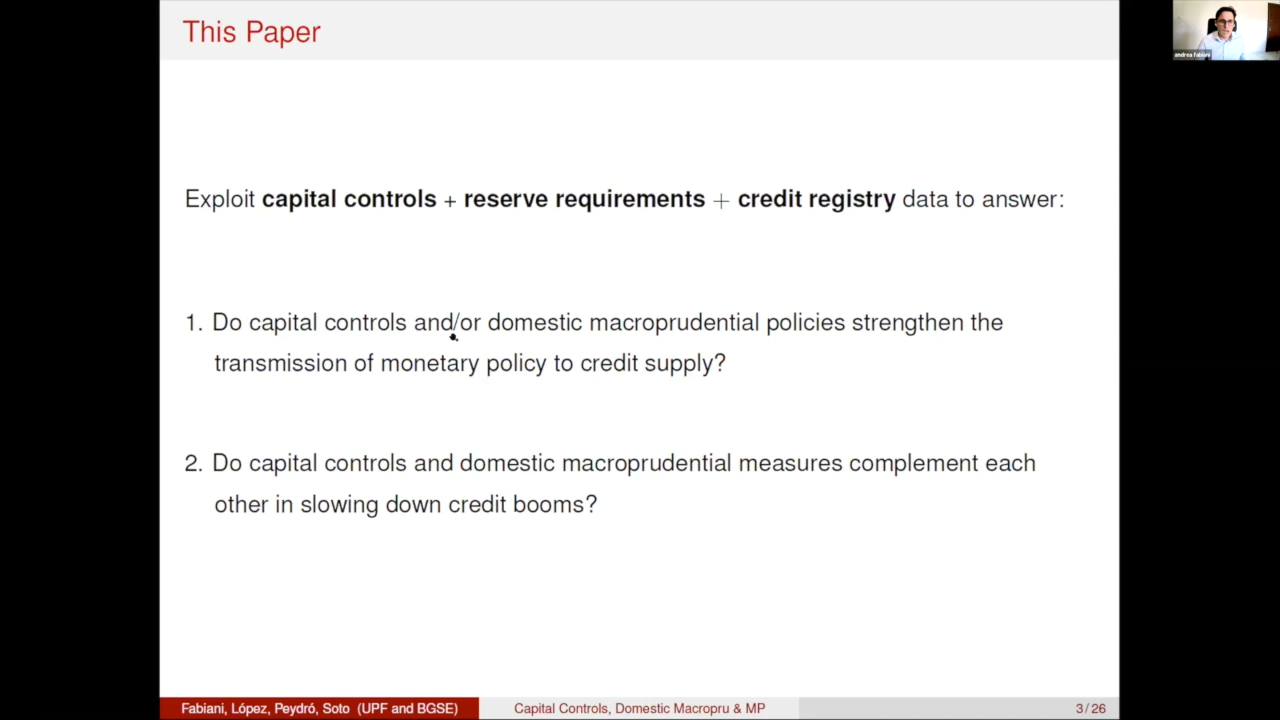 This Paper
andrea fabiani
Exploit capital controls + reserve requirements + credit registry data to answer:
1. Do capital controls and/or domestic macroprudential policies strengthen the
transmission of monetary policy to credit supply?
2. Do capital controls and domestic macroprudential measures complement each
other in slowing down credit booms?
Fabiani, López, Peydró, Soto (UPF and BGSE)
Capital Controls, Domestic Macropru & MP
3 / 26